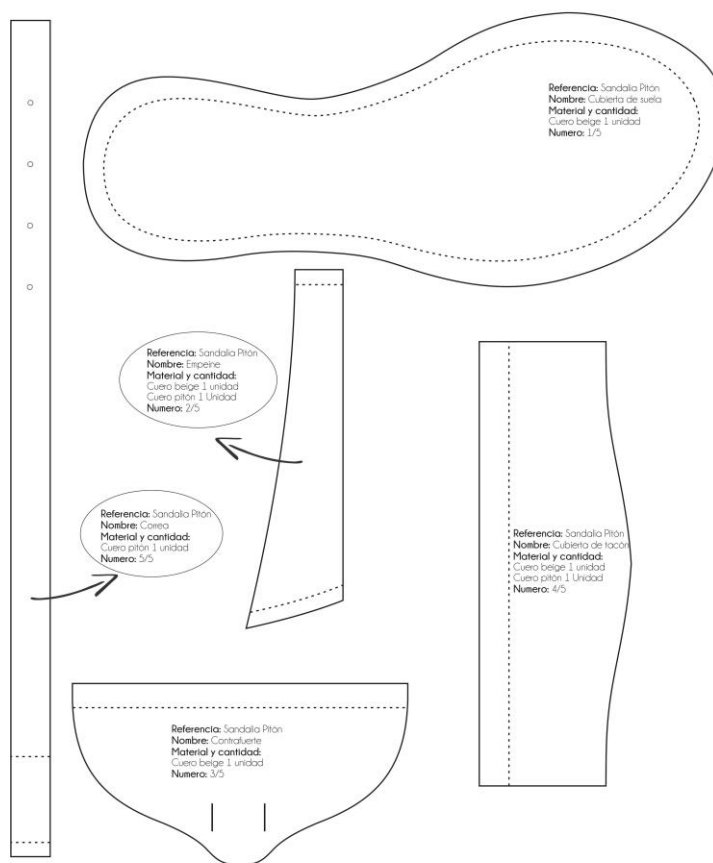 Referencia: Sandalia Pitón
Nombre: Cubierta de suela
Material y cantidad:
Cuero beige 1 unidad
Numero: 1/5
Referencia: Sandalia Pitón
Nombre: Empeine
Material y cantidad:
Cuero beige 1 unidad
Cuero pitón 1 Unidad
Numero: 2/5
Referencia: Sandalia Pitón
Nombre: Correa
Material y cantidad:
Cuero pitón 1 unidad
Numero: 5/5
Referencia: Sandalia Pitón
Nombre: Cubierta de tacón
Material y cantidad:
Cuero beige 1 unidad
Cuero pitón 1 Unidad
Numero: 4/5
Referencia: Sandalia Pitón
Nombre: Contrafuerte
Material y cantidad:
Cuero beige 1 unidad
Numero: 3/5